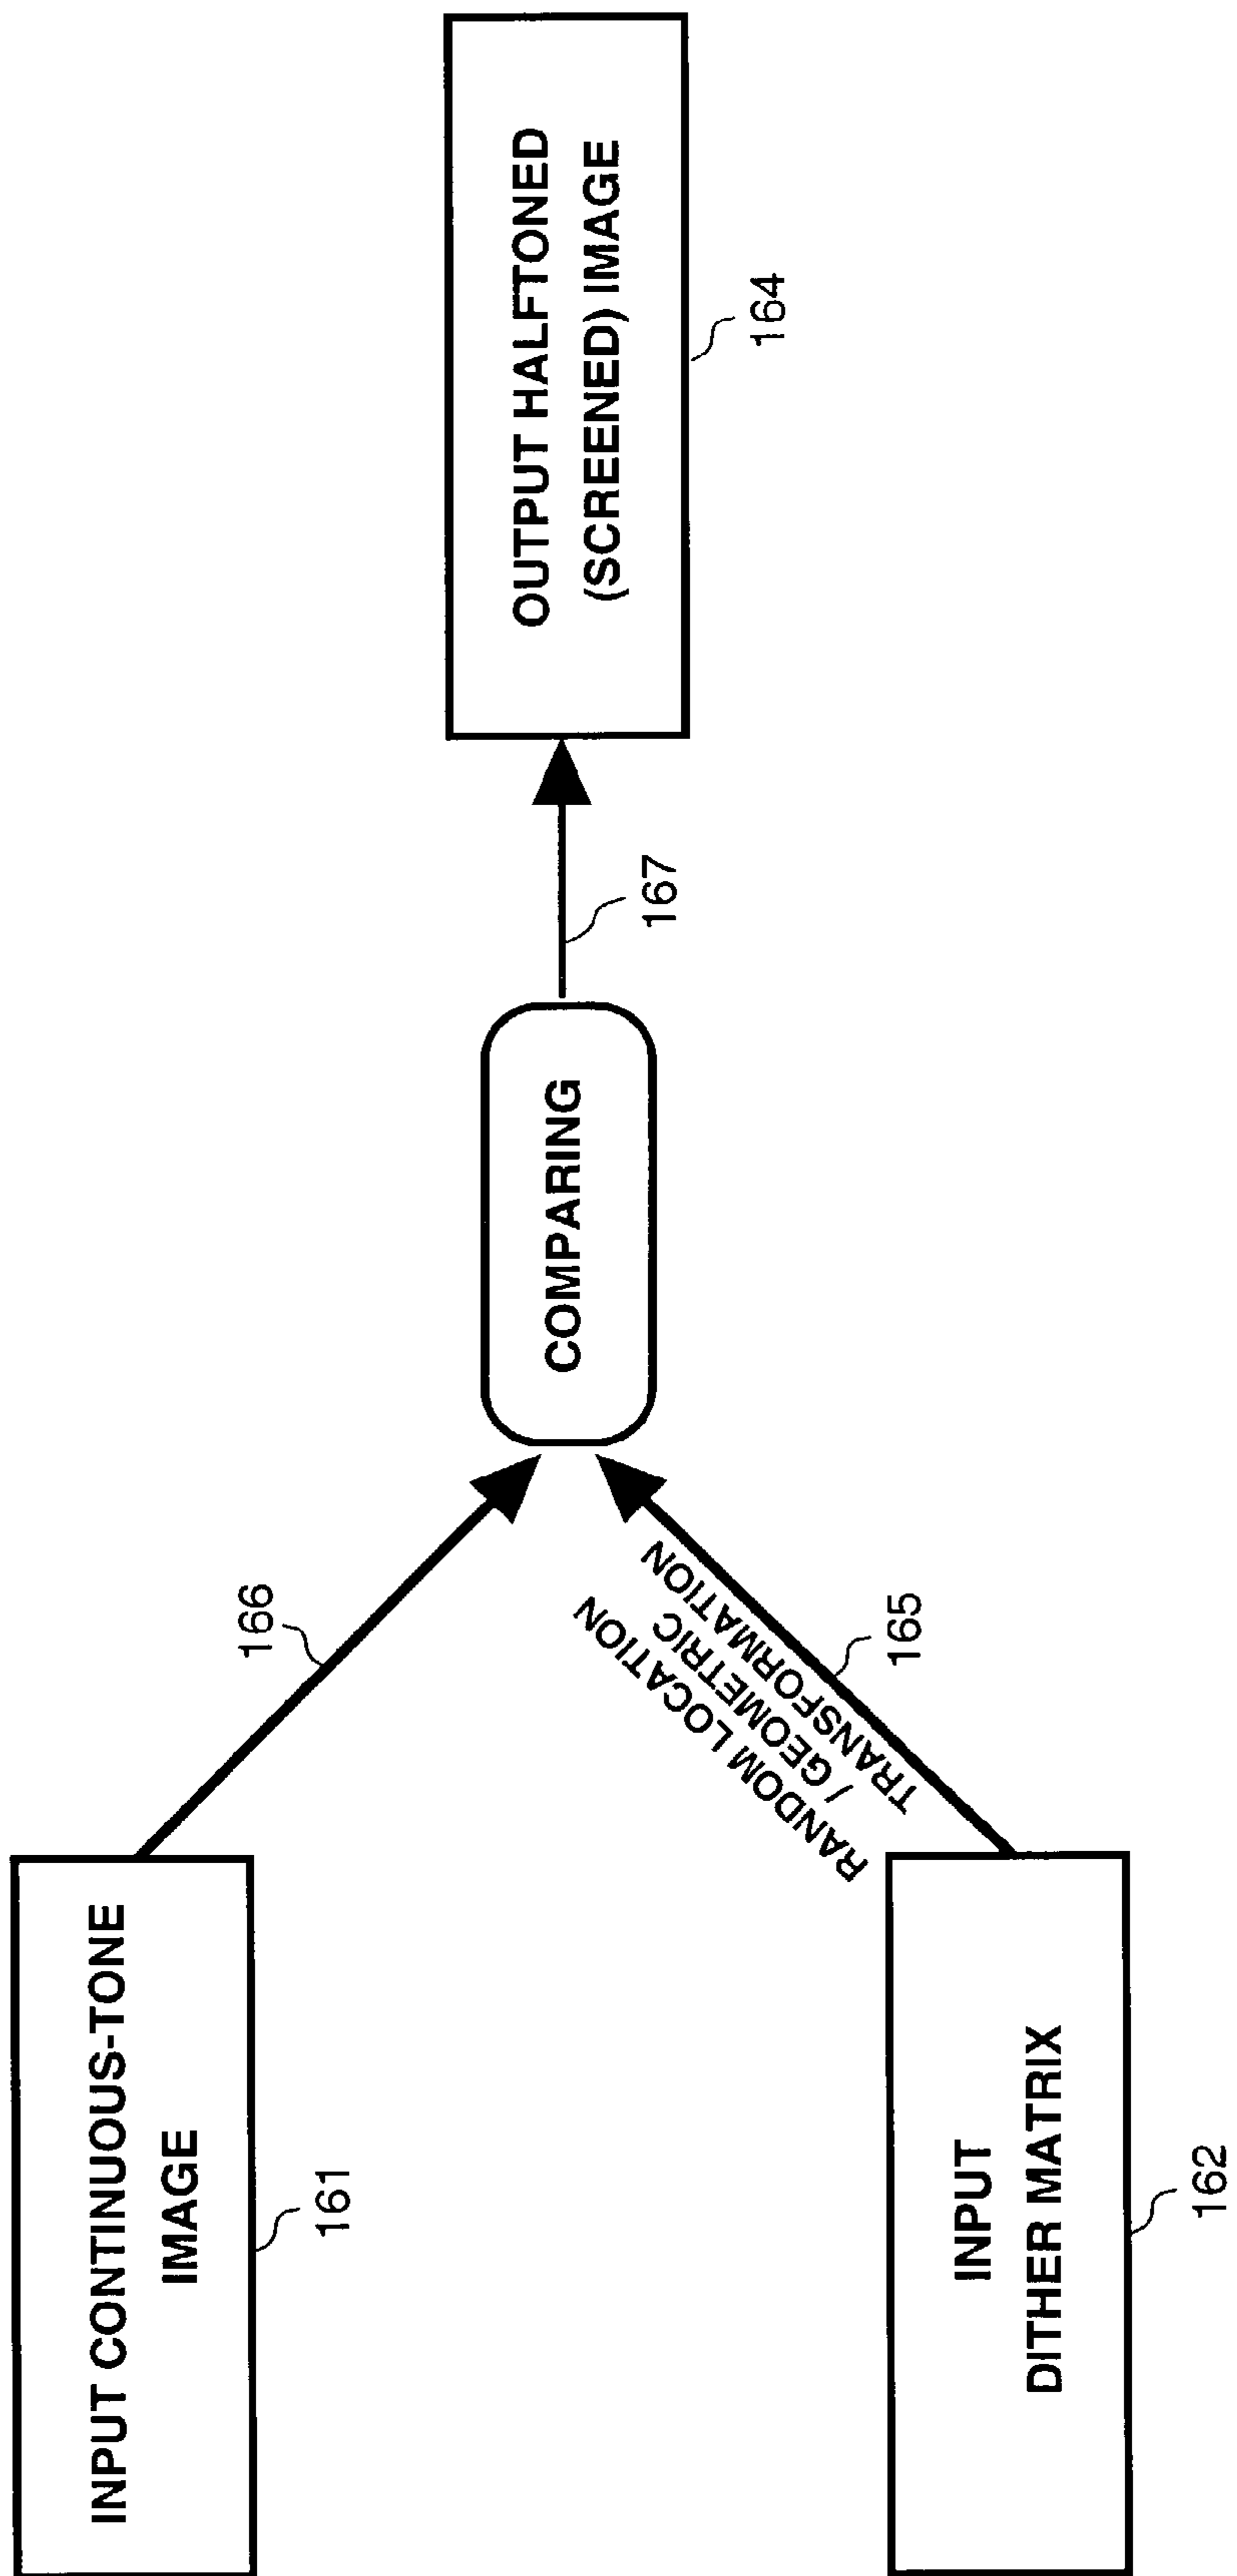 INPUT CONTINUOUS-TONE
IMAGE
161
166
INPUT
DITHER MATRIX
162
RANDOM LOCATION
/ GEOMETRIC
TRANSFORMATION
165
COMPARING
167
OUTPUT HALFTONED
(SCREENED) IMAGE
164